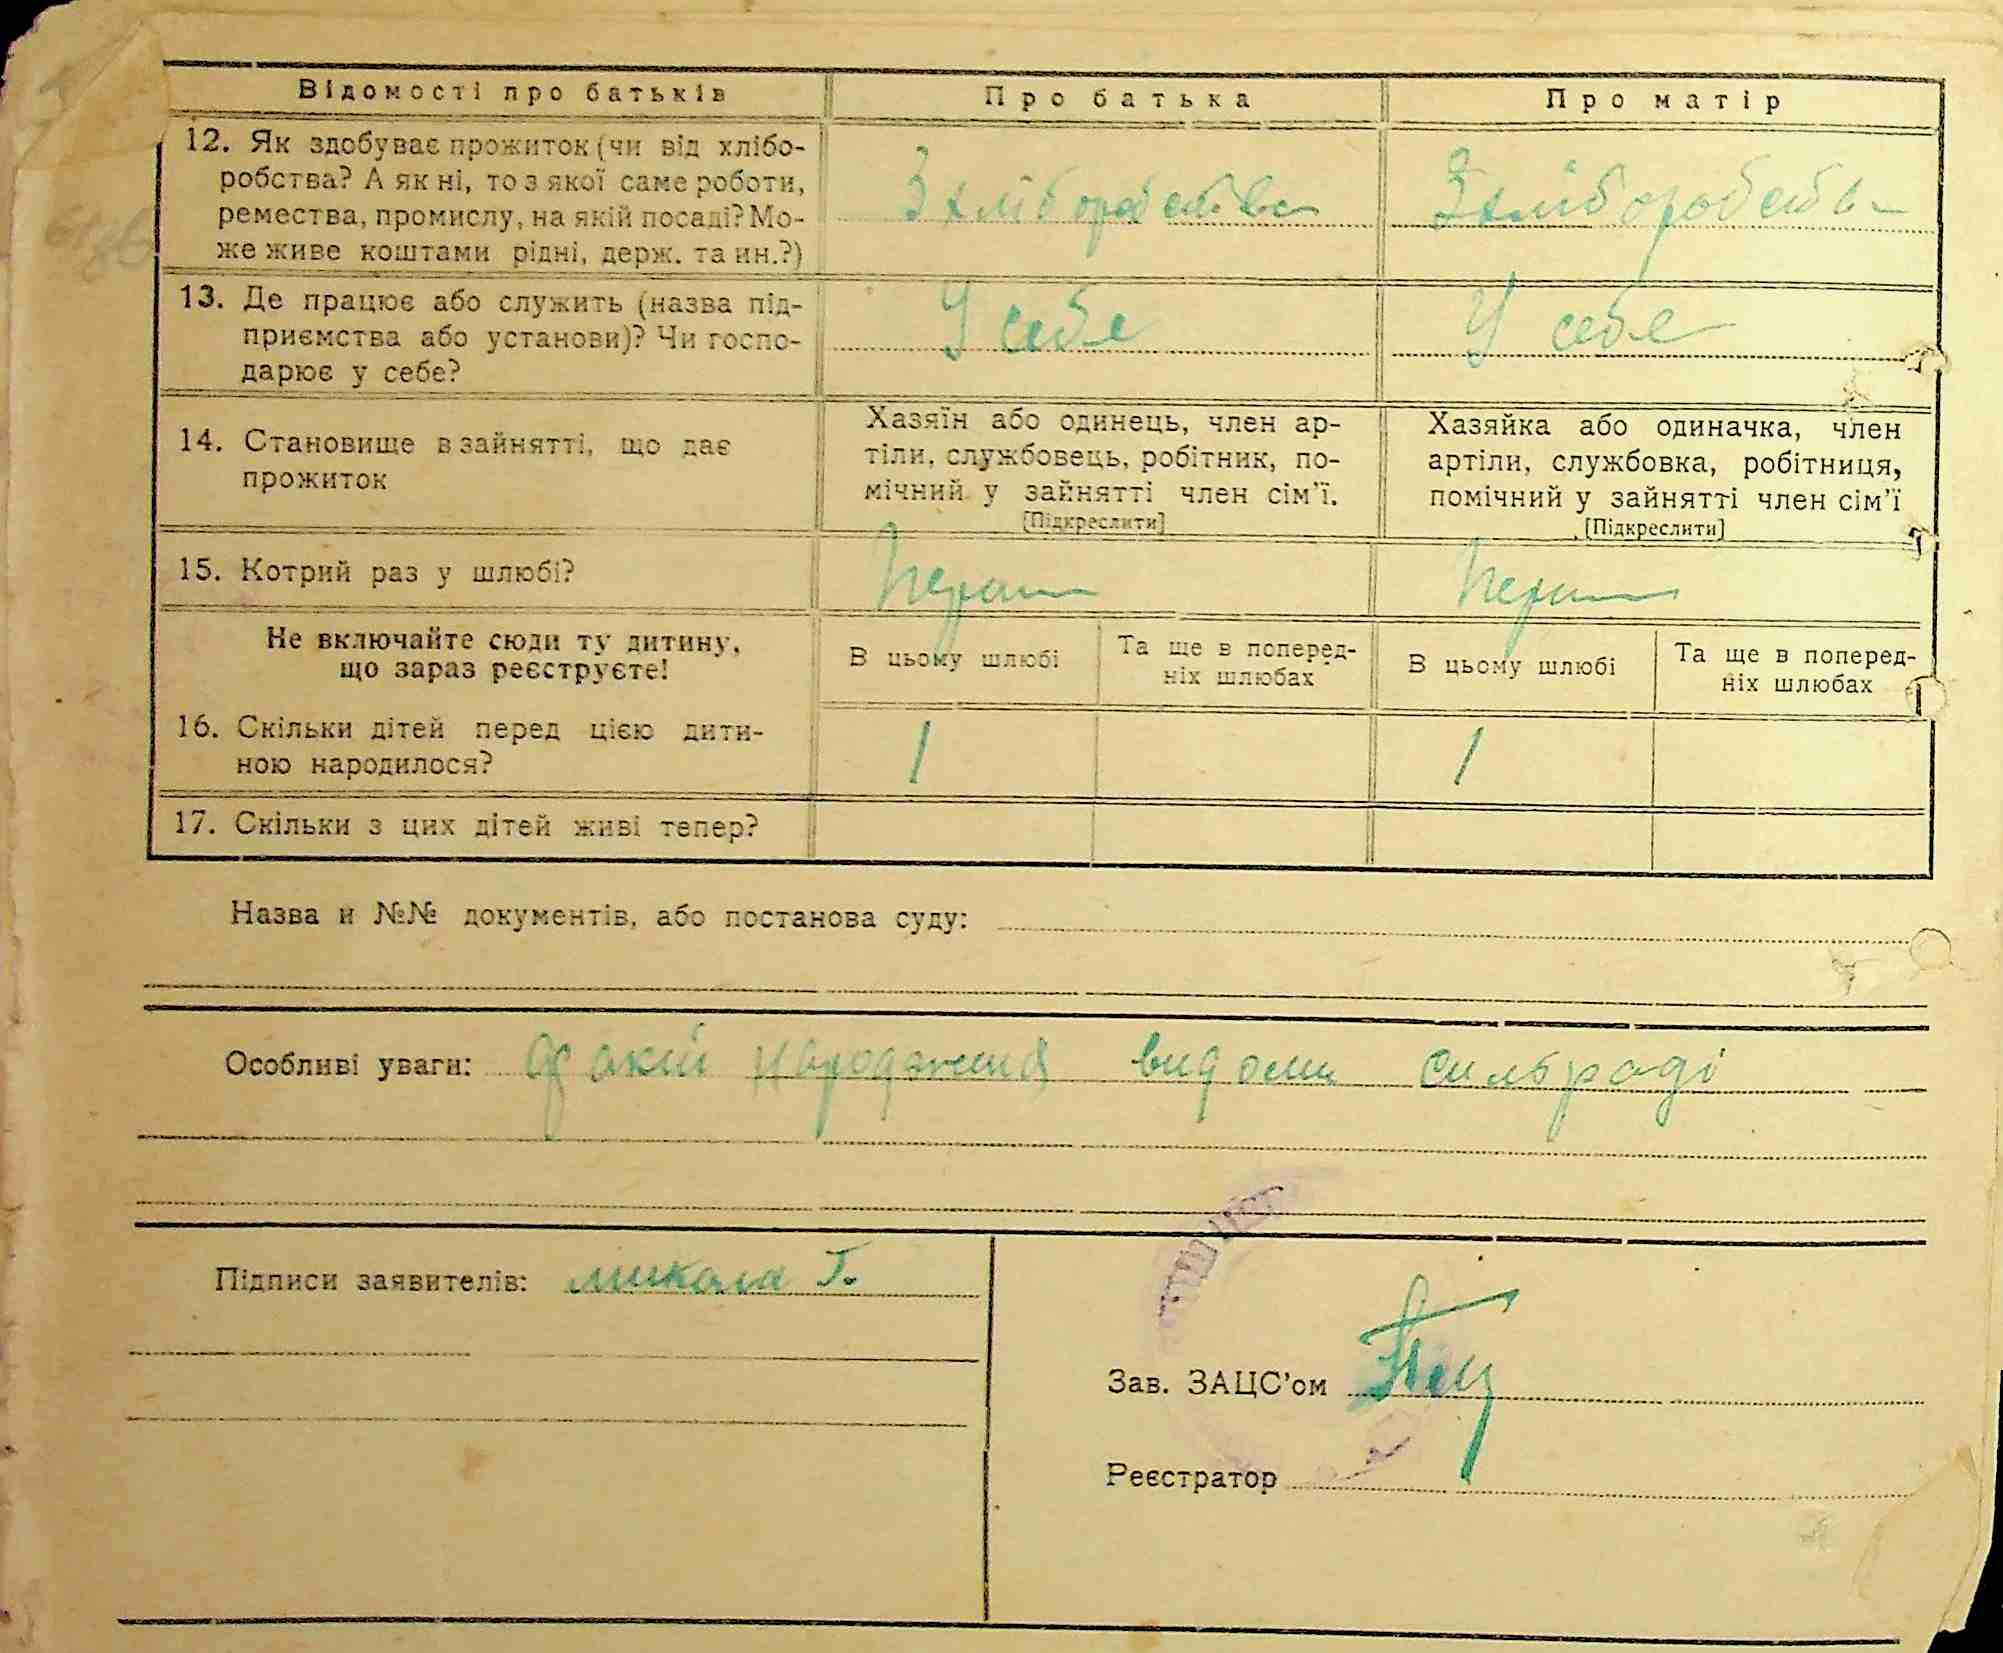 Відомості про батьків
Про батька
Про матір
12. Як здобуває прожиток (чи від хлібо-
робства? А як ні, то з якої саме роботи,
ремества, промислу, на якій посаді? Мо-
же живе коштами рідні, держ. та ин.?)
З хліборобства
З хліборобств
13. Де працює або служить (назва під-
приємства або установи)? Чи госпо-
дарює у себе?
У себе
У себе
14. Становище в зайнятті, що дає
прожиток
Хазяїн або одинець, член ар-
тіли, службовець, робітник, по-
мічний у зайнятті член сім'ї.
[Підкреслити]
Хазяйка або одиначка, член
артіли, службовка, робітниця,
помічний у зайнятті член сім'ї
[Підкреслити]
15. Котрий раз у шлюбі?
Не включайте сюди ту дитину,
що зараз реєструєте!
В цьому шлюбі
Та ще в поперед-
ніх шлюбах
В цьому шлюбі
Та ще в поперед-
ніх шлюбах
16. Скільки дітей перед цією дити-
ною народилося?
1
1
17. Скільки з цих дітей живі тепер?
Назва и №№ документів, або постанова суду:
Особливі уваги:
Підписи заявителів: микола Г.
Зав. ЗАЦС'ом
Реєстратор